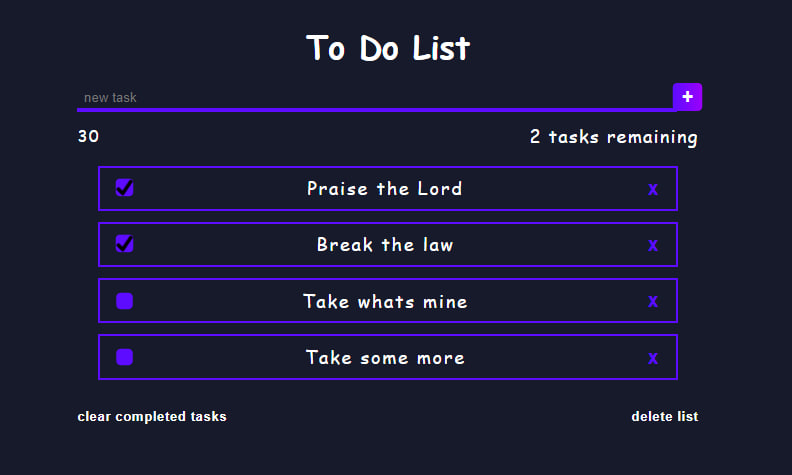 To Do List
new task
+
30
2 tasks remaining
Praise the Lord
x
Break the law
x
Take whats mine
x
Take some more
x
clear completed tasks
delete list